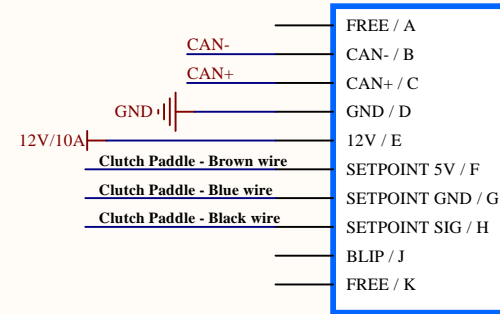 FREE / A
CAN- CAN- / B
CAN+ CAN+ / C
GND GND / D
12V/10A 12V / E
Clutch Paddle - Brown wire SETPOINT 5V / F
Clutch Paddle - Blue wire SETPOINT GND / G
Clutch Paddle - Black wire SETPOINT SIG / H
BLIP / J
FREE / K